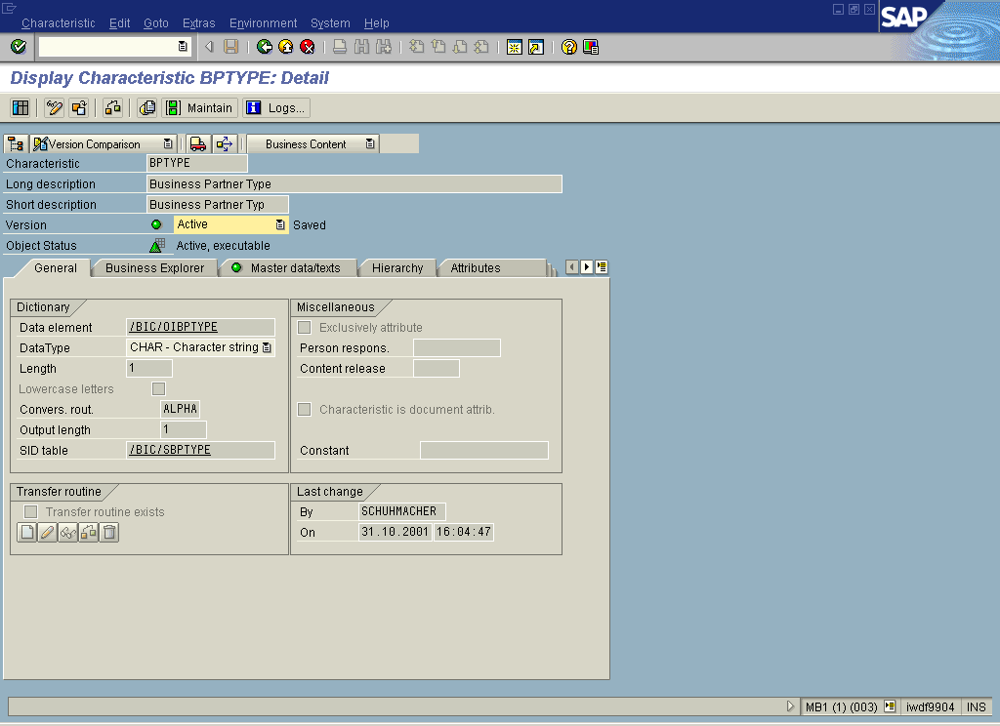 Characteristic Edit Goto Extras Environment System Help
SAP
Display Characteristic BPTYPE: Detail
Maintain Logs...
Version Comparison Business Content
Characteristic BPTYPE
Long description Business Partner Type
Short description Business Partner Typ
Version Active Saved
Object Status Active, executable
General Business Explorer Master data/texts Hierarchy Attributes
Dictionary
Data element /BIC/OIBPTYPE
DataType CHAR - Character string
Length 1
Lowercase letters
Convers. rout. ALPHA
Output length 1
SID table /BIC/SBPTYPE
Miscellaneous
Exclusively attribute
Person respons.
Content release
Characteristic is document attrib.
Constant
Transfer routine
Transfer routine exists
Last change
By SCHUHMACHER
On 31.10.2001 16:04:47
MB1 (1) (003) iwdf9904 INS